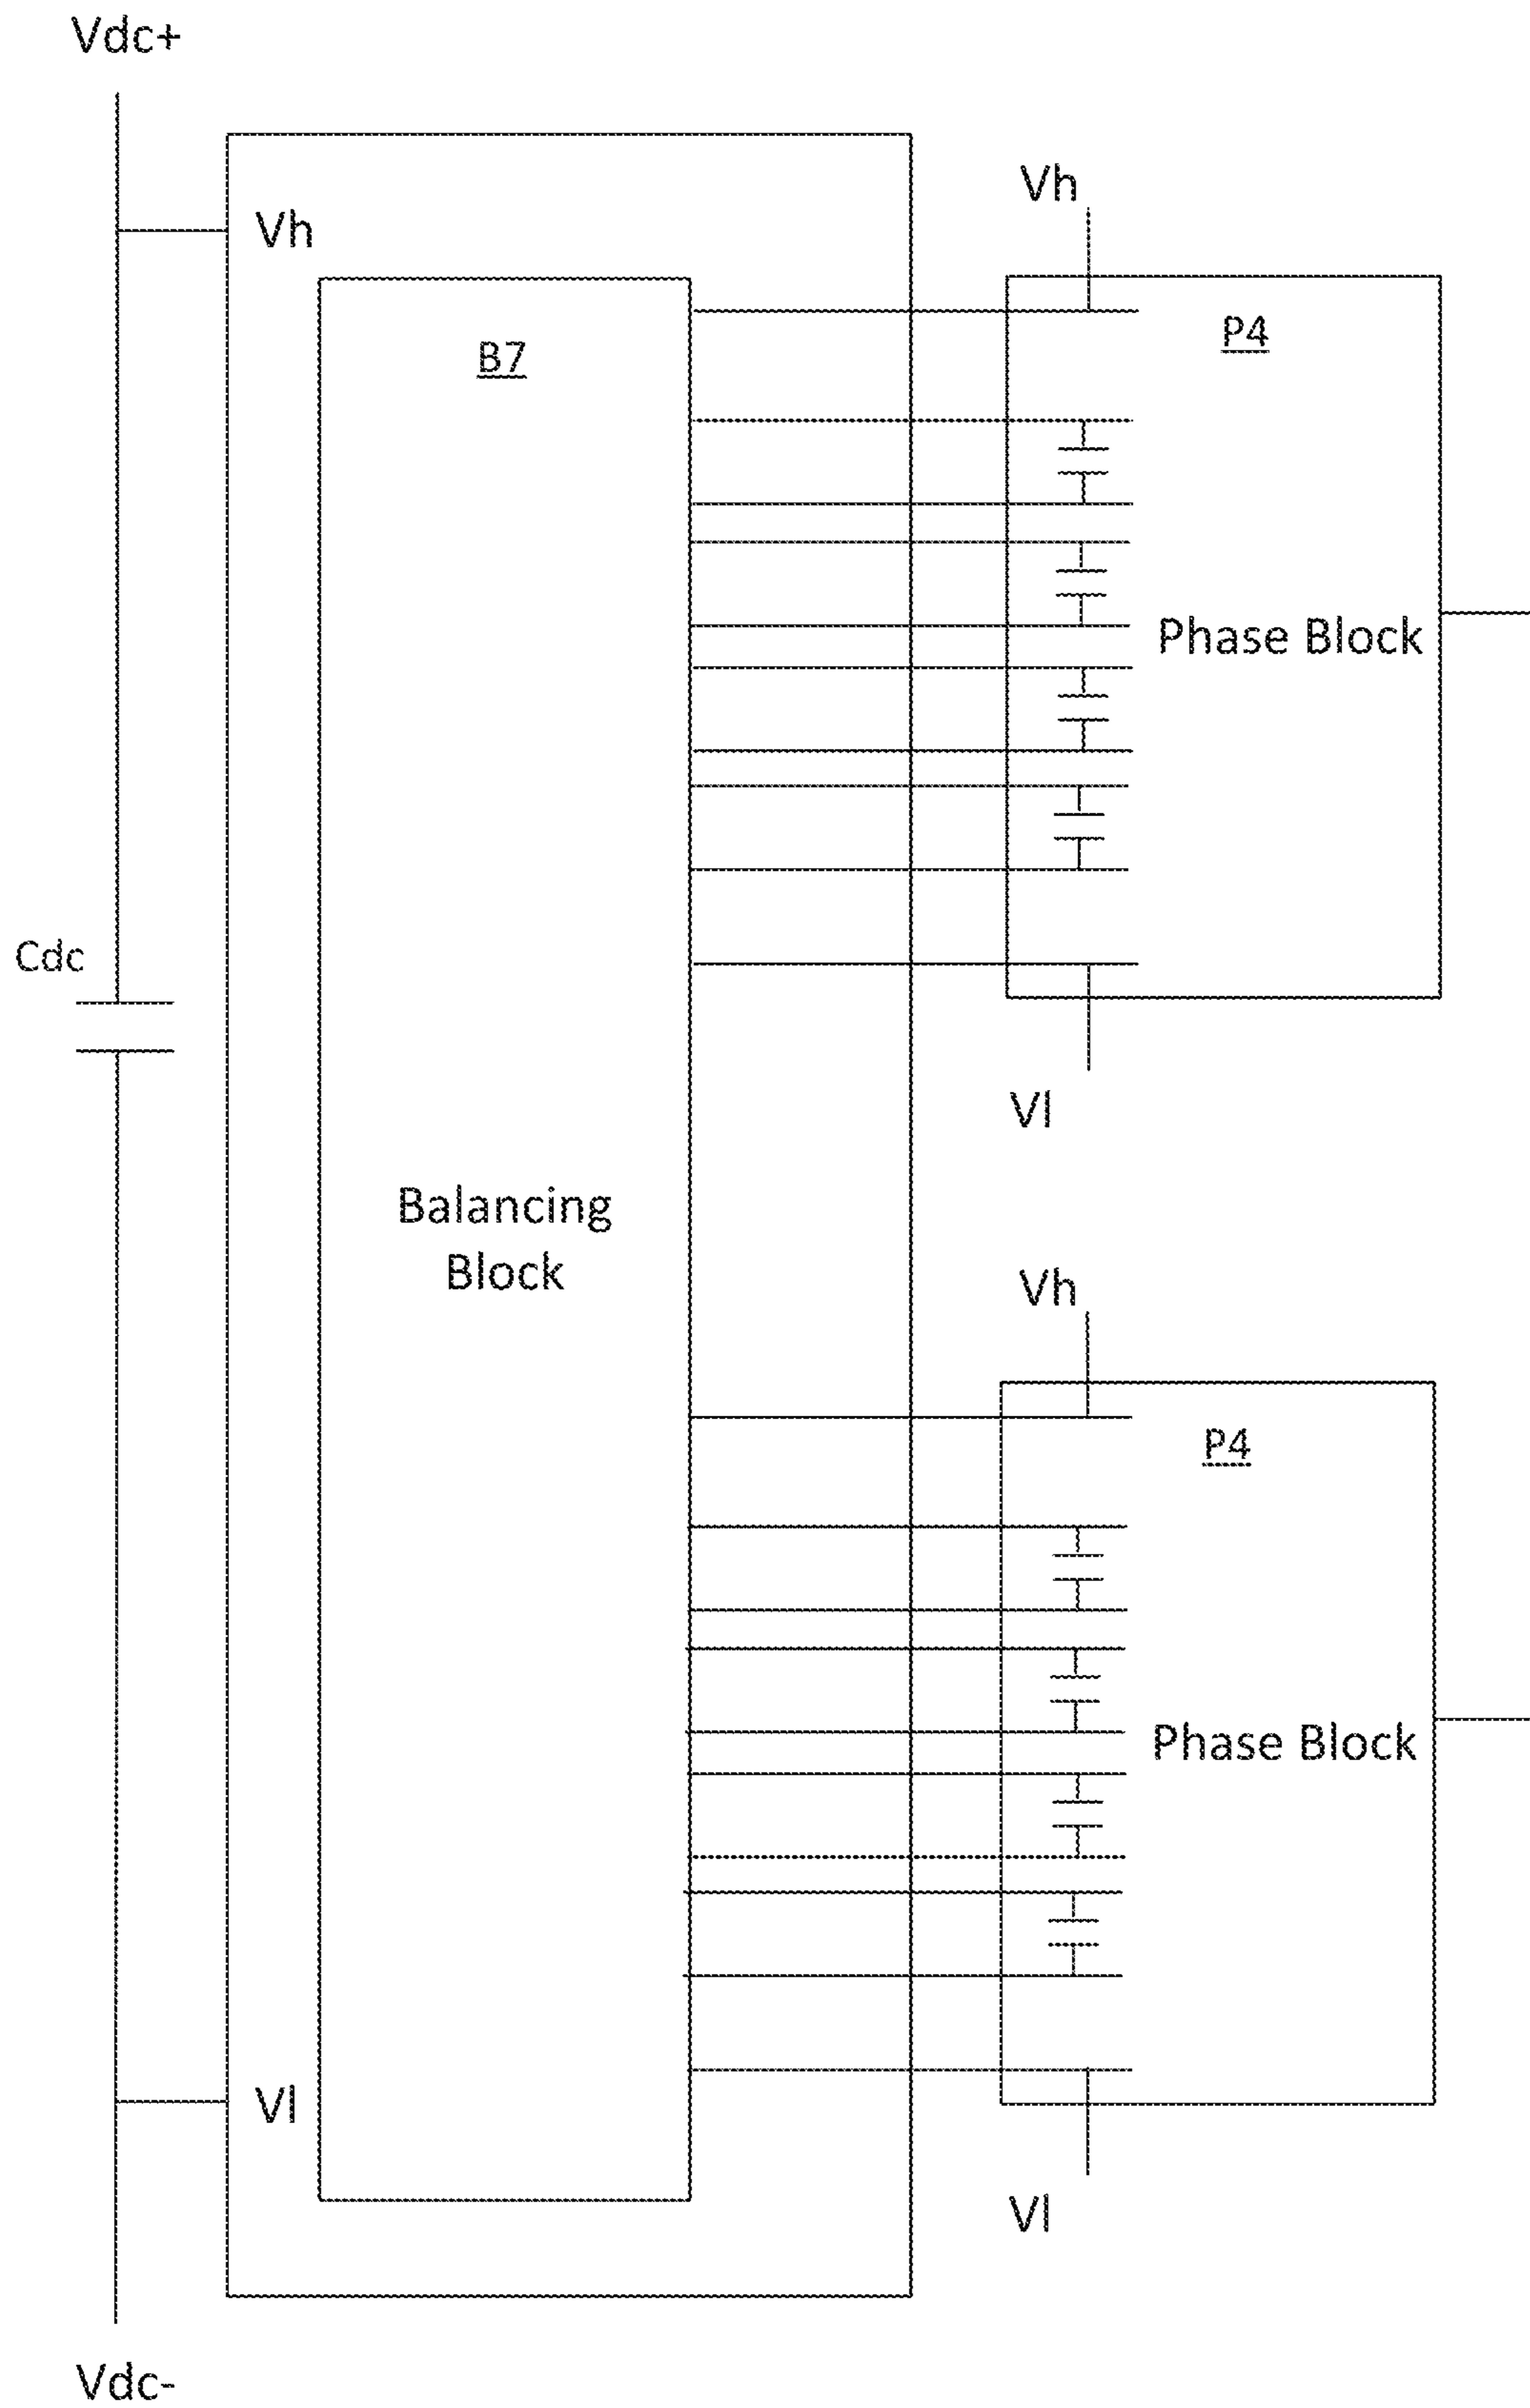 Vdc+
Vh
Vh
B7
P4
Phase Block
Cdc
Vl
Balancing
Block
Vh
P4
Phase Block
Vl
Vl
Vdc-